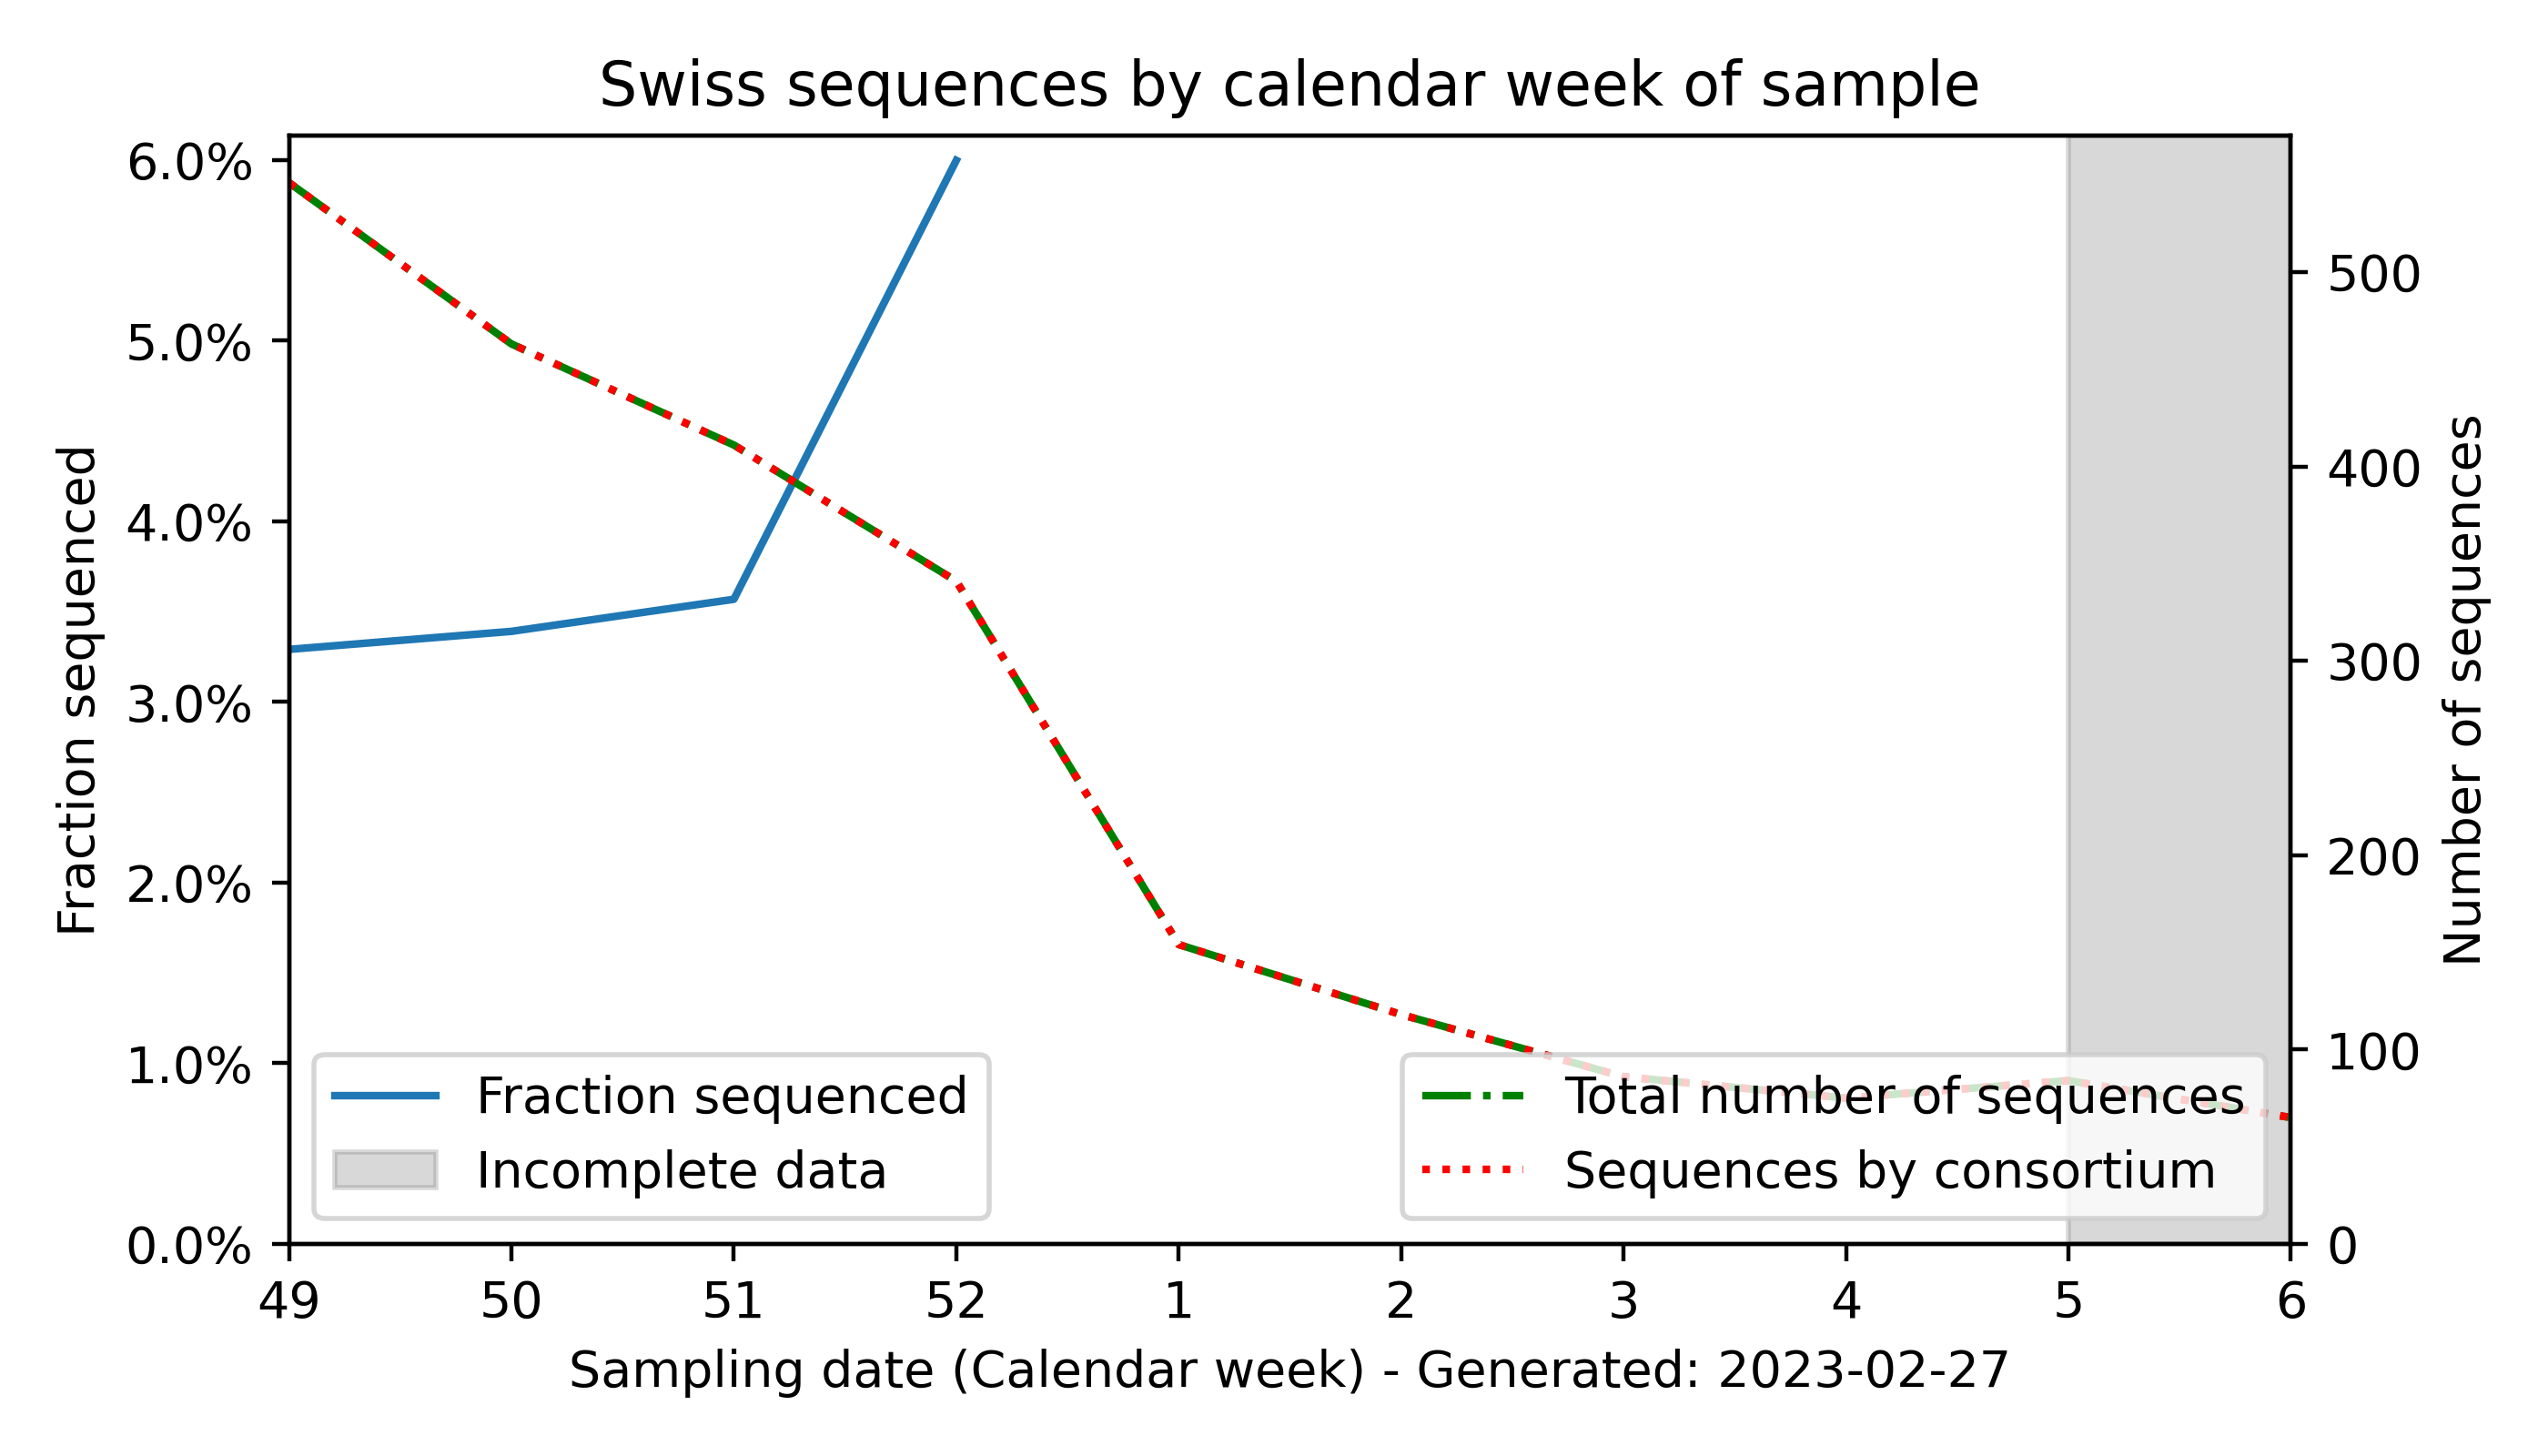 Swiss sequences by calendar week of sample
6.0%
5.0%
4.0%
3.0%
2.0%
1.0%
0.0%
Fraction sequenced
500
400
300
200
100
0
Number of sequences
Fraction sequenced
Incomplete data
Total number of sequences
Sequences by consortium
49 50 51 52 1 2 3 4 5 6
Sampling date (Calendar week) - Generated: 2023-02-27